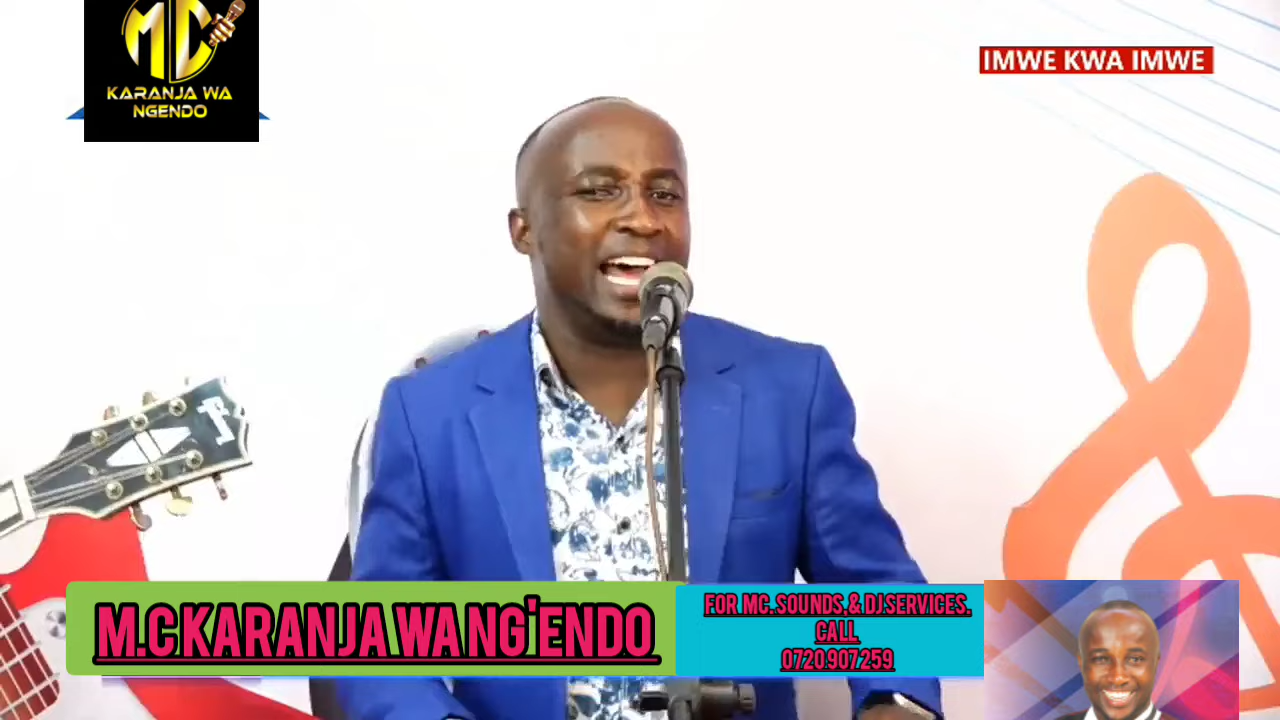 MC
KARANJA WA
NGENDO
IMWE KWA IMWE
M.C KARANJA WA NG'ENDO
FOR MC. SOUNDS,& DJ SERVICES.
CALL
0720 907 259